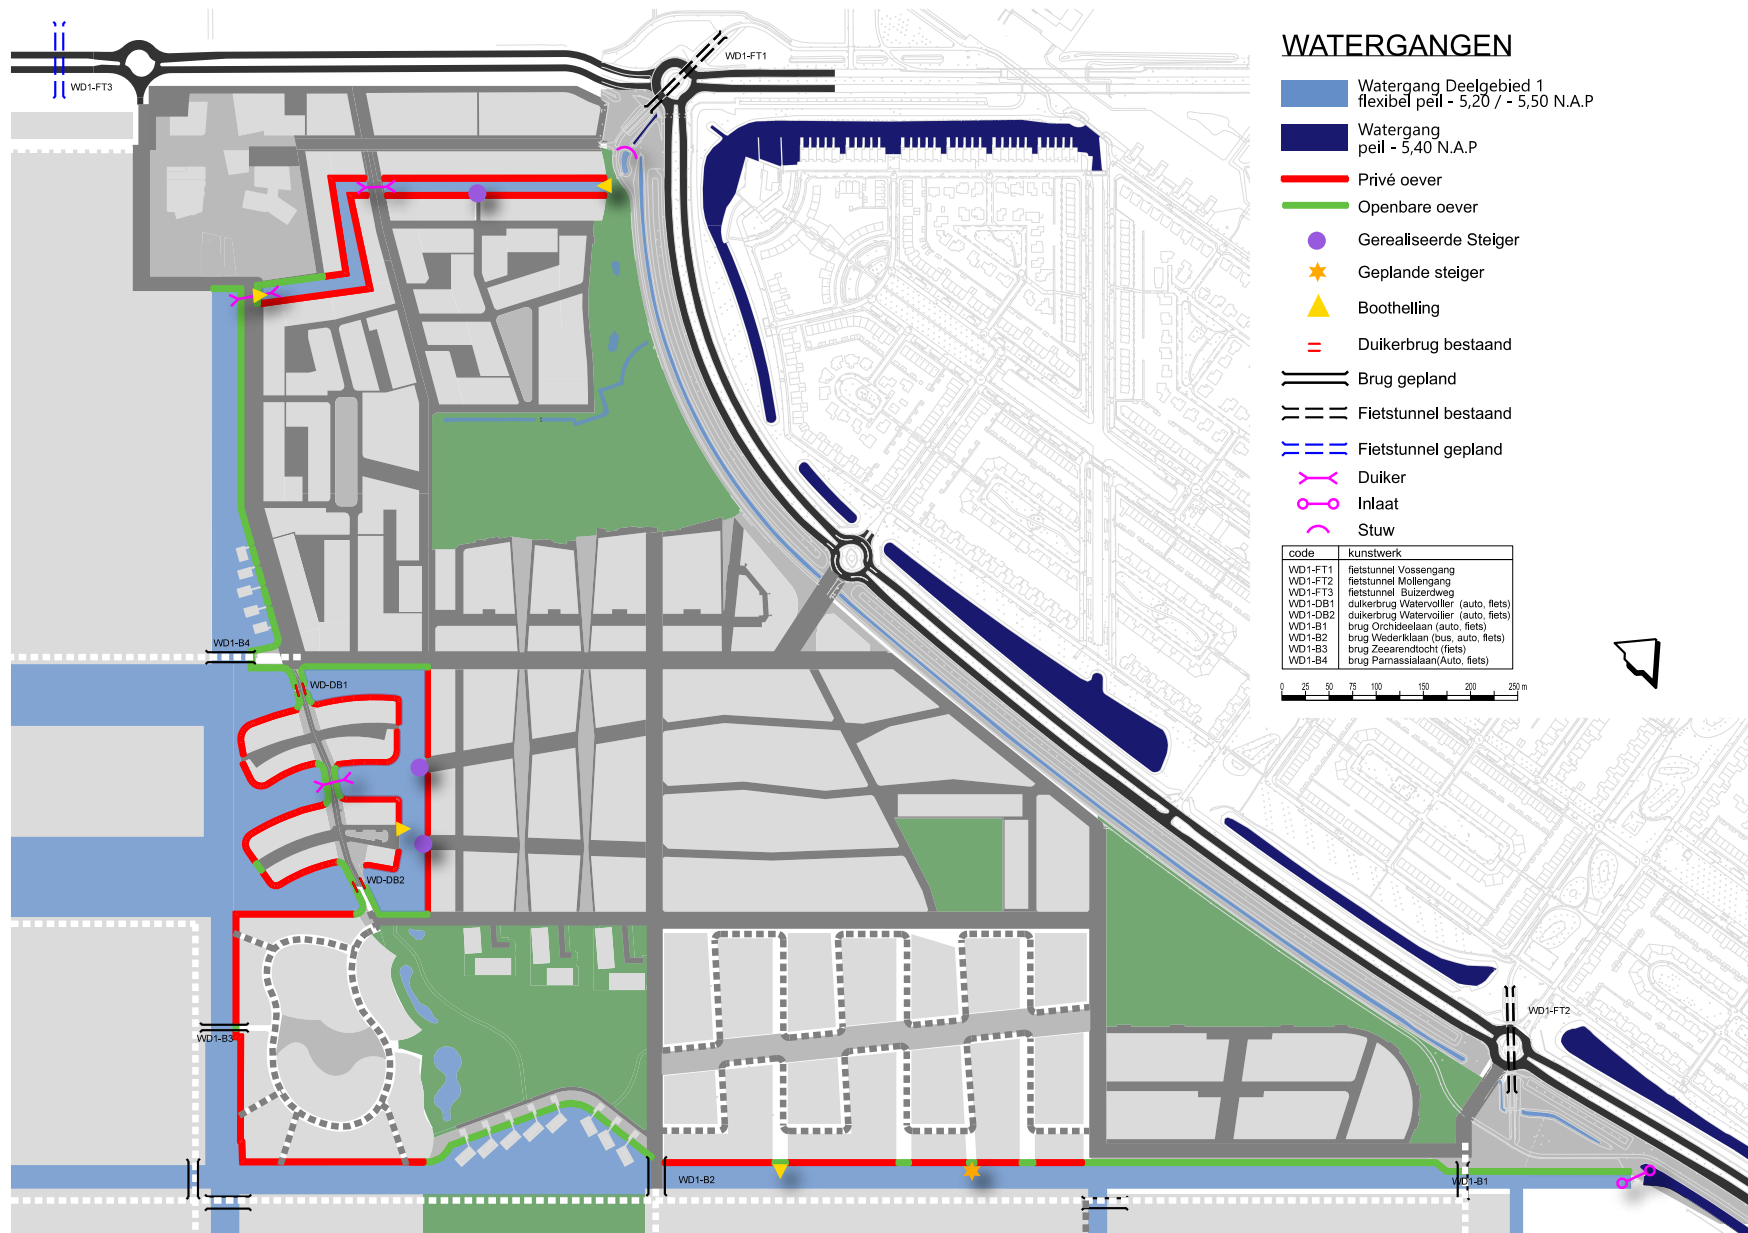 WATERGANGEN
Watergang Deelgebied 1
flexibel peil - 5,20 / - 5,50 N.A.P
Watergang
peil - 5,40 N.A.P
Privé oever
Openbare oever
Gerealiseerde Steiger
Geplande steiger
Boothelling
Duikerbrug bestaand
Brug gepland
Fietstunnel bestaand
Fietstunnel gepland
Duiker
Inlaat
Stuw
code kunstwerk
WD1-FT1 fietstunnel Vossengang
WD1-FT2 fietstunnel Mollengang
WD1-FT3 fietstunnel Buizerdweg
WD1-DB1 duikerbrug Watervollier (auto, fiets)
WD1-DB2 duikerbrug Watervollier (auto, fiets)
WD1-B1 brug Orchideelaan (auto, fiets)
WD1-B2 brug Wederiklaan (bus, auto, fiets)
WD1-B3 brug Zeearendtocht (fiets)
WD1-B4 brug Parnassialaan(Auto, fiets)
0 25 50 75 100 150 200 250 m
WD1-FT3
WD1-FT1
WD1-B4
WD-DB1
WD-DB2
WD1-B3
WD1-FT2
WD1-B2
WD1-B1